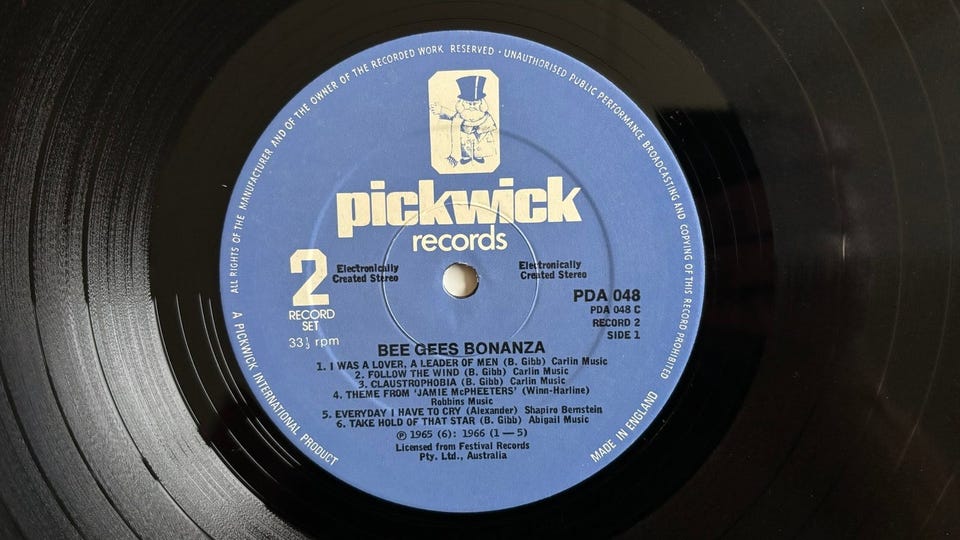 ALL RIGHTS OF THE MANUFACTURER AND OF THE OWNER OF THE RECORDED WORK RESERVED · UNAUTHORISED PUBLIC PERFORMANCE BROADCASTING AND COPYING OF THIS RECORD PROHIBITED
pickwick
records
2
RECORD
SET
33⅓ rpm
Electronically
Created Stereo
Electronically
Created Stereo
PDA 048
PDA 048 C
RECORD 2
SIDE 1
BEE GEES BONANZA
1. I WAS A LOVER, A LEADER OF MEN (B. Gibb) Carlin Music
2. FOLLOW THE WIND (B. Gibb) Carlin Music
3. CLAUSTROPHOBIA (B. Gibb) Carlin Music
4. THEME FROM 'JAMIE McPHEETERS' (Winn-Harline)
Robbins Music
5. EVERYDAY I HAVE TO CRY (Alexander) Shapiro Bernstein
6. TAKE HOLD OF THAT STAR (B. Gibb) Abigail Music
℗ 1965 (6): 1966 (1 — 5)
Licensed from Festival Records
Pty. Ltd., Australia
A PICKWICK INTERNATIONAL PRODUCT
MADE IN ENGLAND